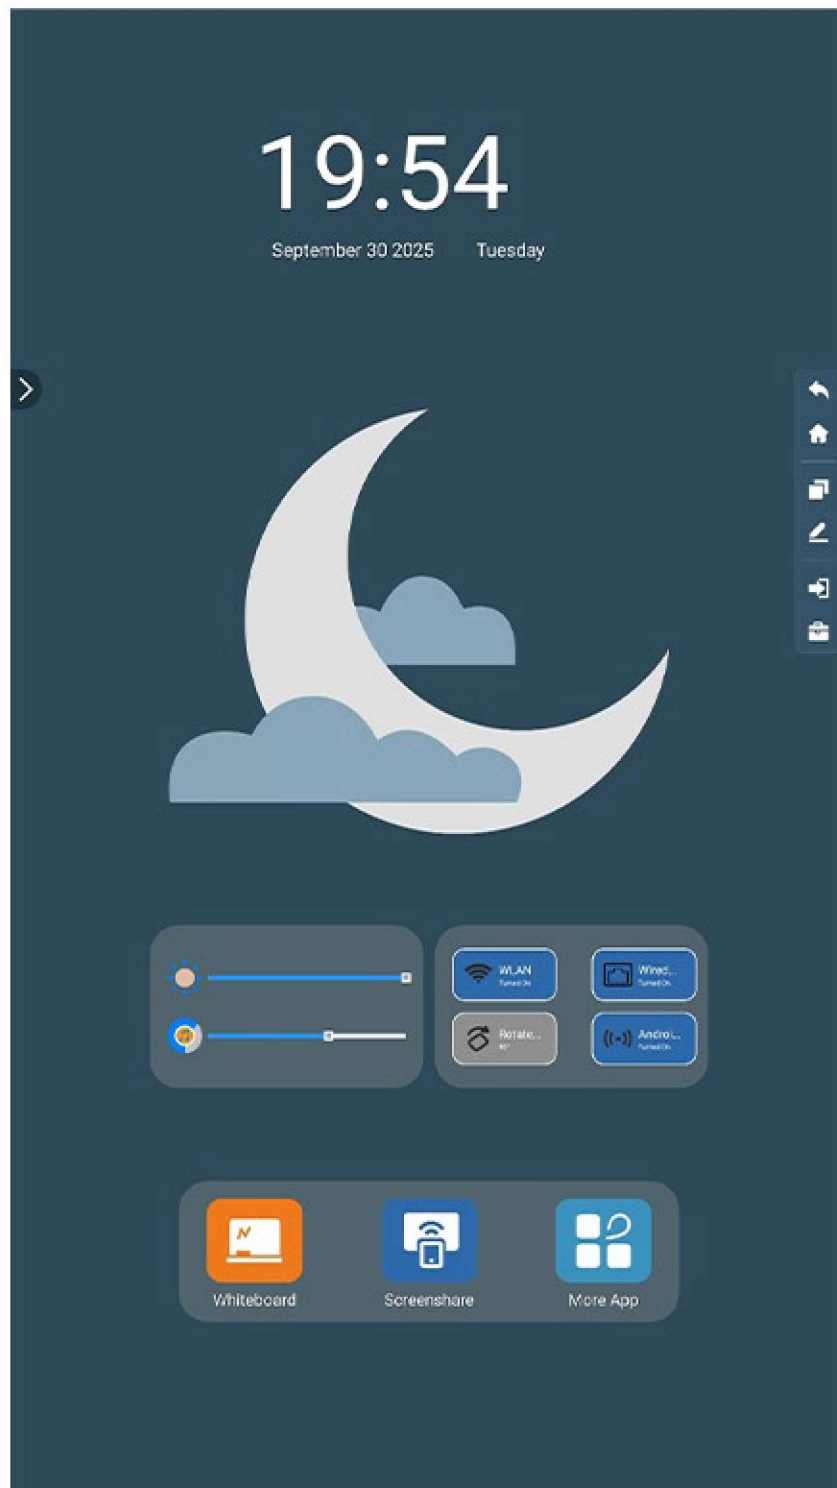 19:54
September 30 2025 Tuesday
WLAN
Turned On
Wired...
Turned On
Rotate...
90°
Androi...
Turned On
Whiteboard
Screenshare
More App